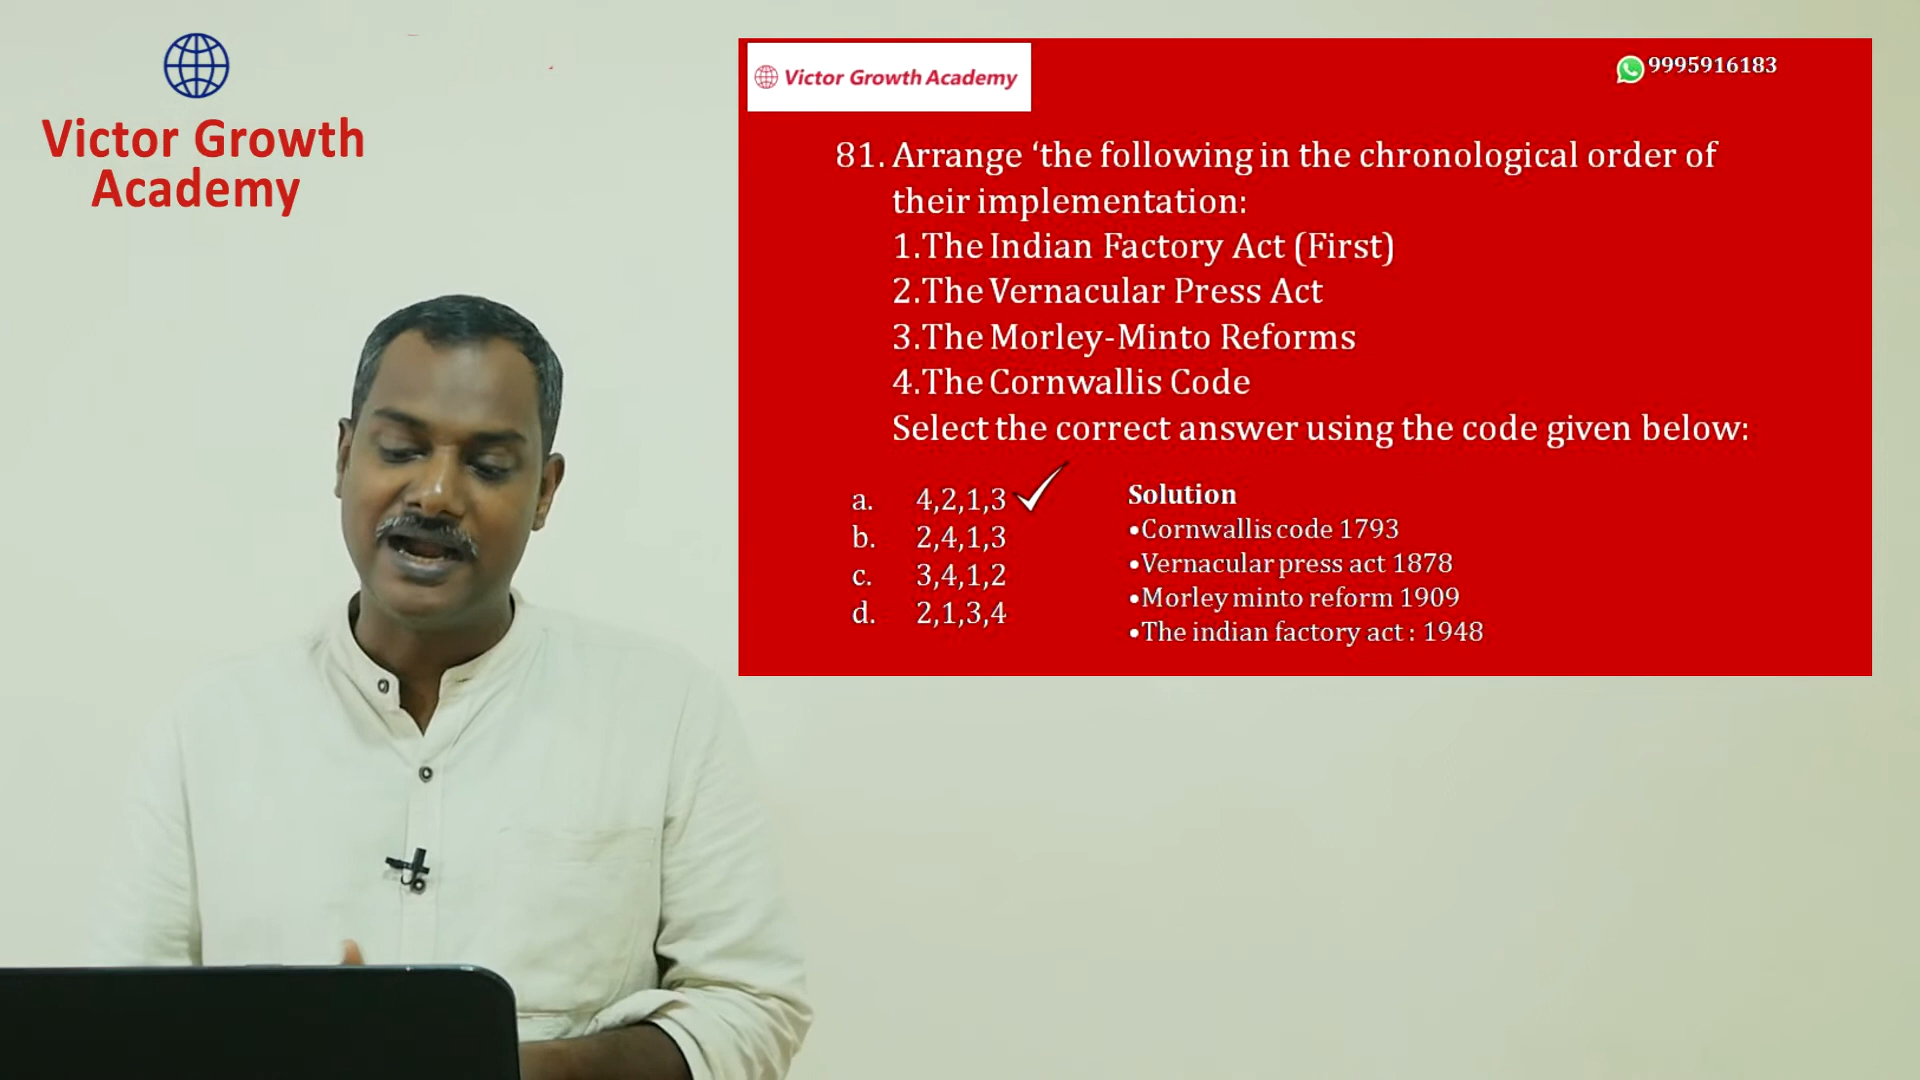 Victor Growth
Academy
Victor Growth Academy
9995916183
81. Arrange ‘the following in the chronological order of
their implementation:
1.The Indian Factory Act (First)
2.The Vernacular Press Act
3.The Morley-Minto Reforms
4.The Cornwallis Code
Select the correct answer using the code given below:
a. 4,2,1,3
b. 2,4,1,3
c. 3,4,1,2
d. 2,1,3,4
Solution
•Cornwallis code 1793
•Vernacular press act 1878
•Morley minto reform 1909
•The indian factory act : 1948